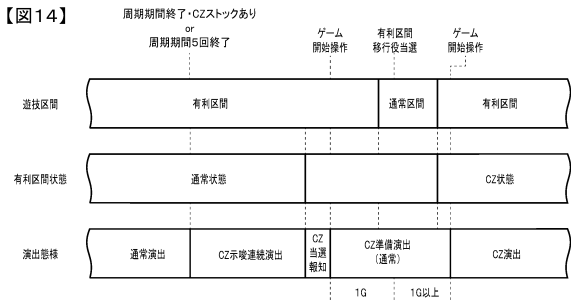 【図14】
周期期間終了・CZストックあり
or
周期期間5回終了
ゲーム
開始操作
有利区間
移行役当選
ゲーム
開始操作
遊技区間
有利区間
通常区間
有利区間
有利区間状態
通常状態
CZ状態
演出態様
通常演出
CZ示唆連続演出
CZ
当選
報知
CZ準備演出
(通常)
CZ演出
1G
1G以上